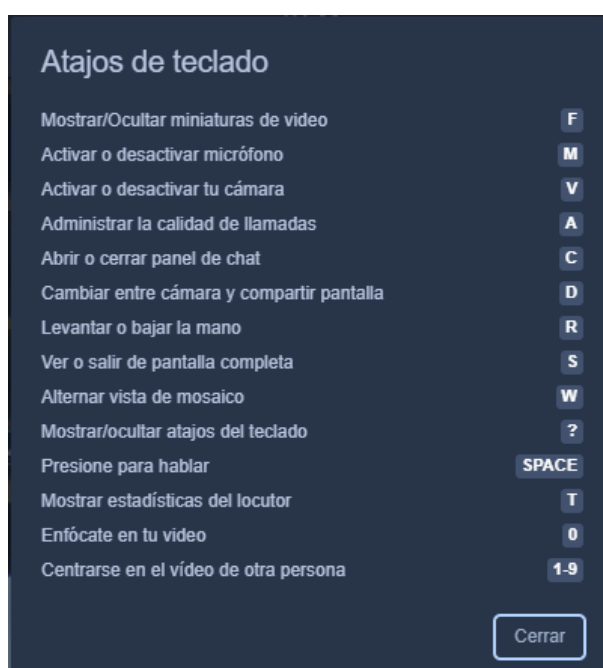 Atajos de teclado
Mostrar/Ocultar miniaturas de video F
Activar o desactivar micrófono M
Activar o desactivar tu cámara V
Administrar la calidad de llamadas A
Abrir o cerrar panel de chat C
Cambiar entre cámara y compartir pantalla D
Levantar o bajar la mano R
Ver o salir de pantalla completa S
Alternar vista de mosaico W
Mostrar/ocultar atajos del teclado ?
Presione para hablar SPACE
Mostrar estadísticas del locutor T
Enfócate en tu video 0
Centrarse en el vídeo de otra persona 1-9
Cerrar